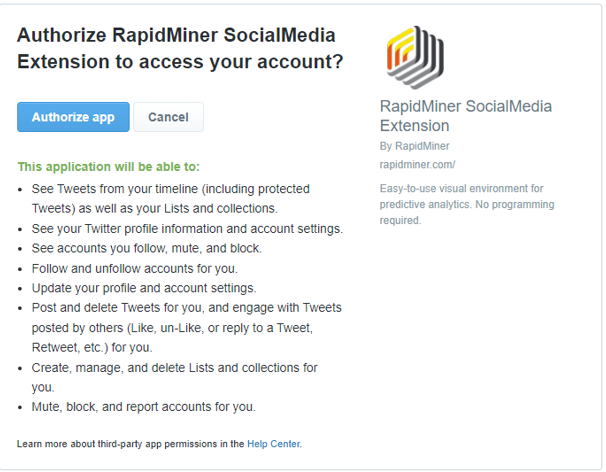 Authorize RapidMiner SocialMedia
Extension to access your account?
Authorize app
Cancel
This application will be able to:
• See Tweets from your timeline (including protected
Tweets) as well as your Lists and collections.
• See your Twitter profile information and account settings.
• See accounts you follow, mute, and block.
• Follow and unfollow accounts for you.
• Update your profile and account settings.
• Post and delete Tweets for you, and engage with Tweets
posted by others (Like, un-Like, or reply to a Tweet,
Retweet, etc.) for you.
• Create, manage, and delete Lists and collections for
you.
• Mute, block, and report accounts for you.
Learn more about third-party app permissions in the Help Center.
RapidMiner SocialMedia
Extension
By RapidMiner
rapidminer.com/
Easy-to-use visual environment for
predictive analytics. No programming
required.